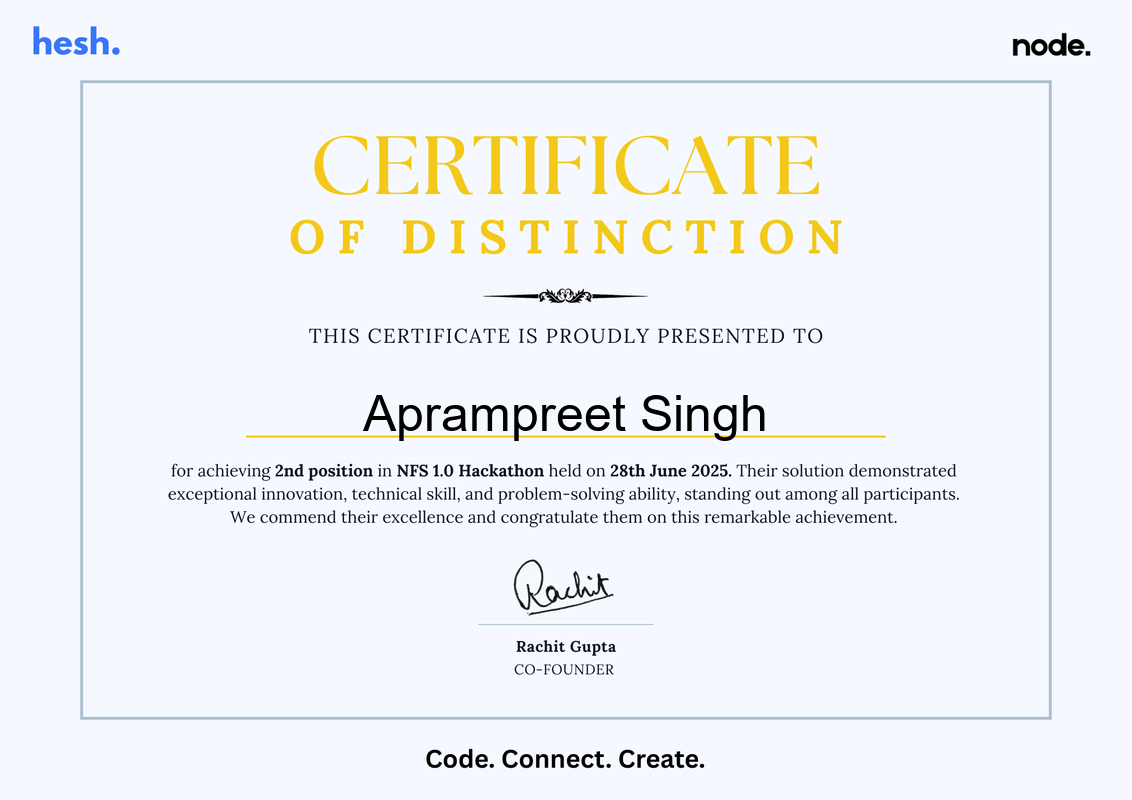 hesh.
node.
CERTIFICATE
OF DISTINCTION
THIS CERTIFICATE IS PROUDLY PRESENTED TO
Aprampreet Singh
for achieving 2nd position in NFS 1.0 Hackathon held on 28th June 2025. Their solution demonstrated
exceptional innovation, technical skill, and problem-solving ability, standing out among all participants.
We commend their excellence and congratulate them on this remarkable achievement.
Rachit
Rachit Gupta
CO-FOUNDER
Code. Connect. Create.